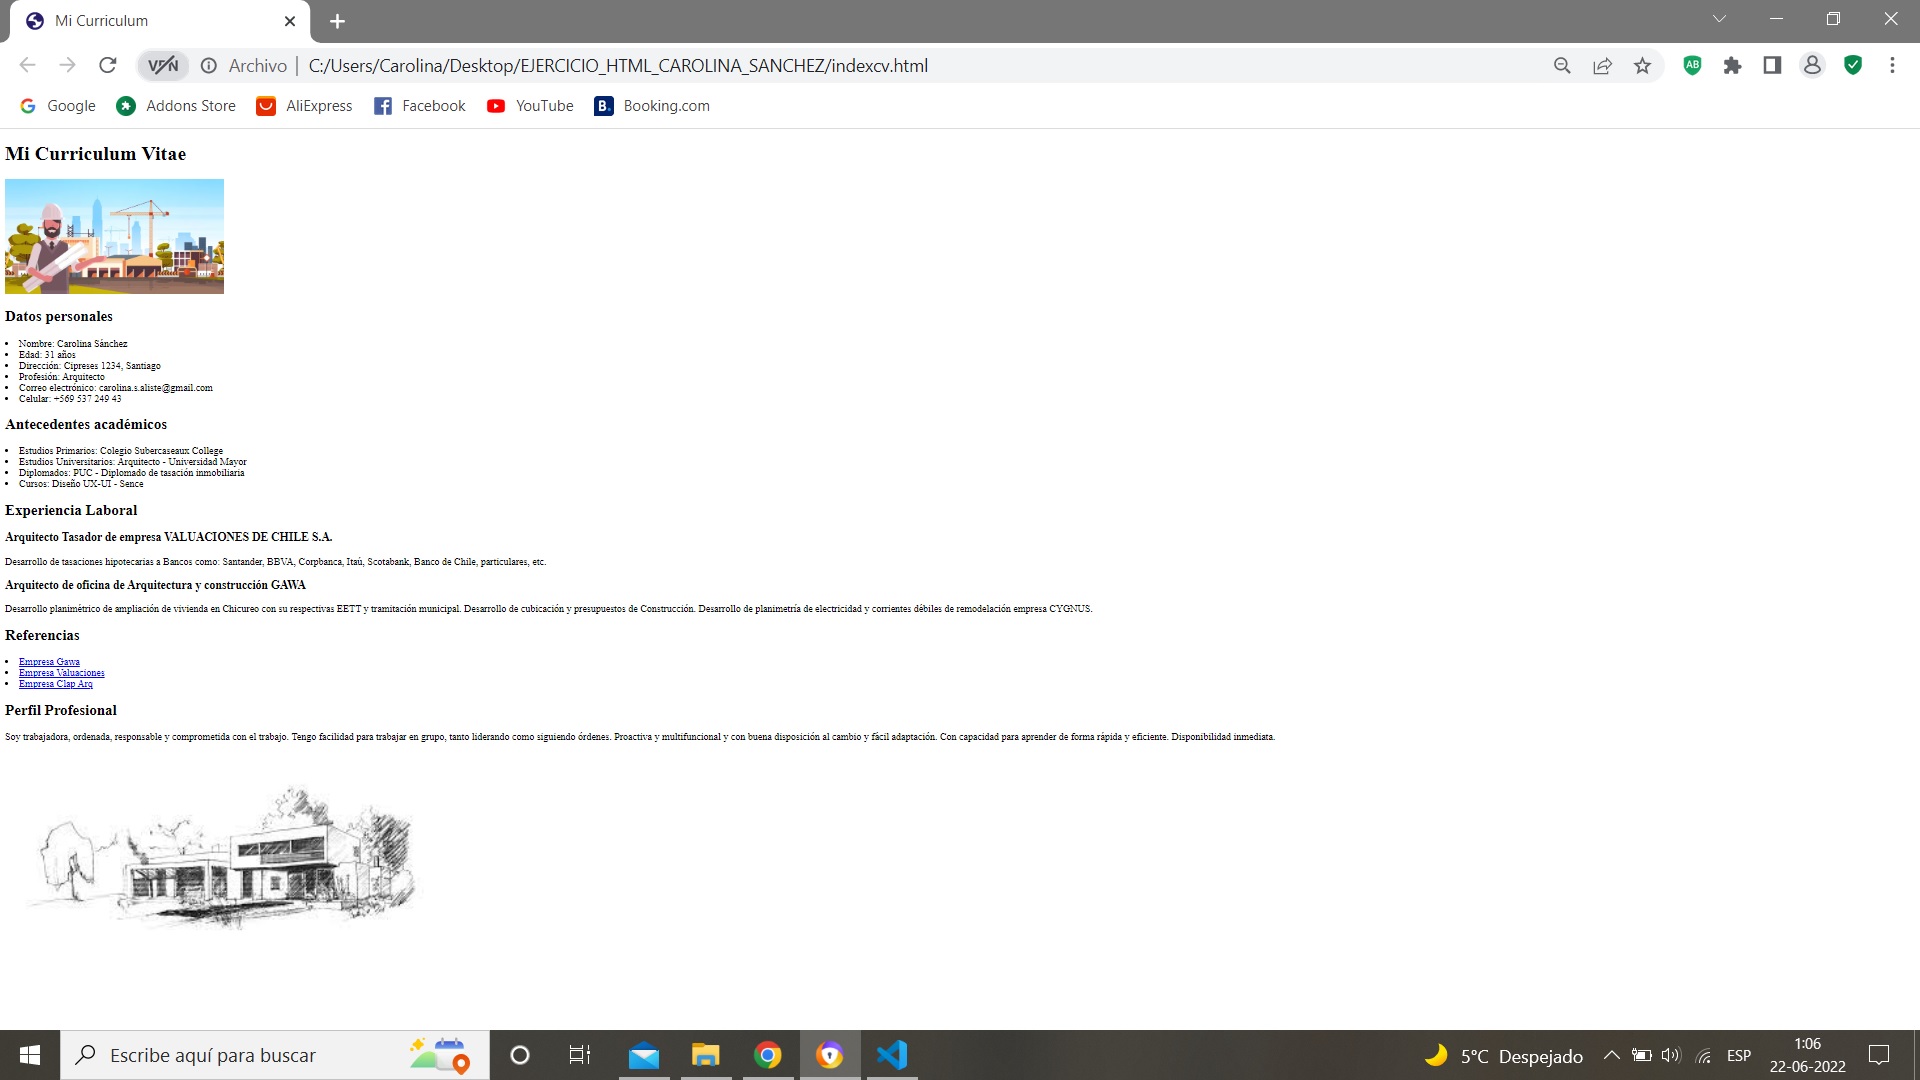 Mi Curriculum
VPN
Archivo | C:/Users/Carolina/Desktop/EJERCICIO_HTML_CAROLINA_SANCHEZ/indexcv.html
AB
Google
Addons Store
AliExpress
Facebook
YouTube
B.
Booking.com
Mi Curriculum Vitae
Datos personales
Nombre: Carolina Sánchez
Edad: 31 años
Dirección: Cipreses 1234, Santiago
Profesión: Arquitecto
Correo electrónico: carolina.s.aliste@gmail.com
Celular: +569 537 249 43
Antecedentes académicos
Estudios Primarios: Colegio Subercaseaux College
Estudios Universitarios: Arquitecto - Universidad Mayor
Diplomados: PUC - Diplomado de tasación inmobiliaria
Cursos: Diseño UX-UI - Sence
Experiencia Laboral
Arquitecto Tasador de empresa VALUACIONES DE CHILE S.A.
Desarrollo de tasaciones hipotecarias a Bancos como: Santander, BBVA, Corpbanca, Itaú, Scotabank, Banco de Chile, particulares, etc.
Arquitecto de oficina de Arquitectura y construcción GAWA
Desarrollo planimétrico de ampliación de vivienda en Chicureo con su respectivas EETT y tramitación municipal. Desarrollo de cubicación y presupuestos de Construcción. Desarrollo de planimetría de electricidad y corrientes débiles de remodelación empresa CYGNUS.
Referencias
Empresa Gawa
Empresa Valuaciones
Empresa Clap Arq
Perfil Profesional
Soy trabajadora, ordenada, responsable y comprometida con el trabajo. Tengo facilidad para trabajar en grupo, tanto liderando como siguiendo órdenes. Proactiva y multifuncional y con buena disposición al cambio y fácil adaptación. Con capacidad para aprender de forma rápida y eficiente. Disponibilidad inmediata.
Escribe aquí para buscar
5°C Despejado
ESP
1:06
22-06-2022